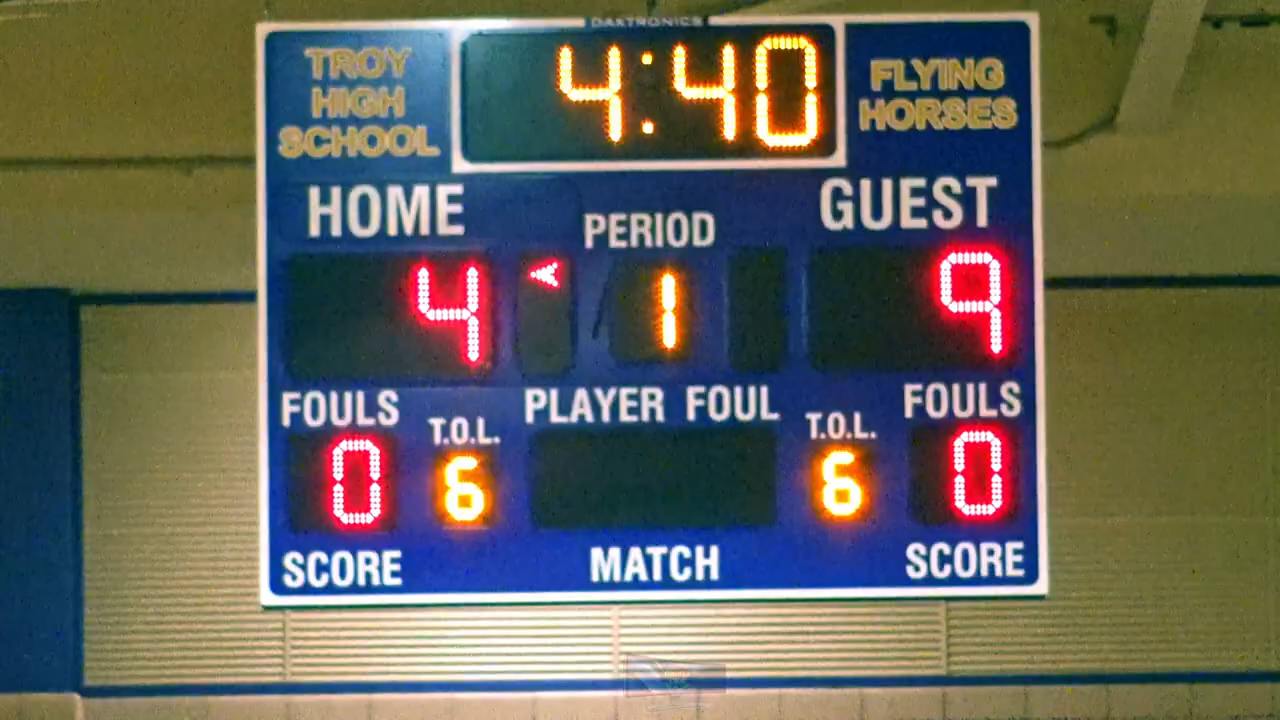 DAKTRONICS
TROY
HIGH
SCHOOL
4:40
FLYING
HORSES
HOME
PERIOD
GUEST
4
1
9
FOULS
T.O.L.
PLAYER FOUL
T.O.L.
FOULS
0
6
6
0
SCORE
MATCH
SCORE